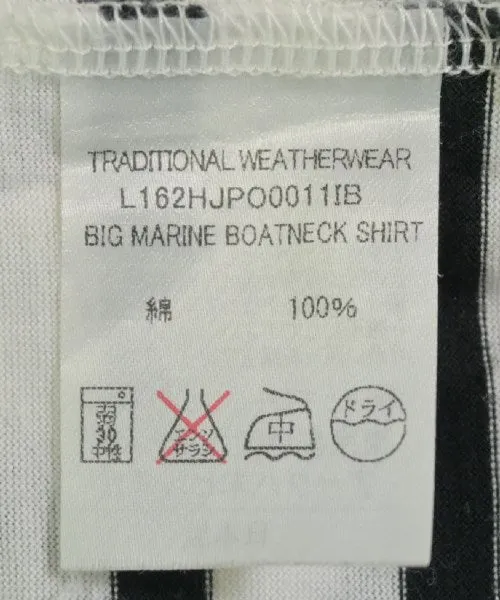 TRADITIONAL WEATHERWEAR
L162HJPO0011IB
BIG MARINE BOATNECK SHIRT
綿 100%
弱 30 中性
エンソ サラシ
中
ドライ